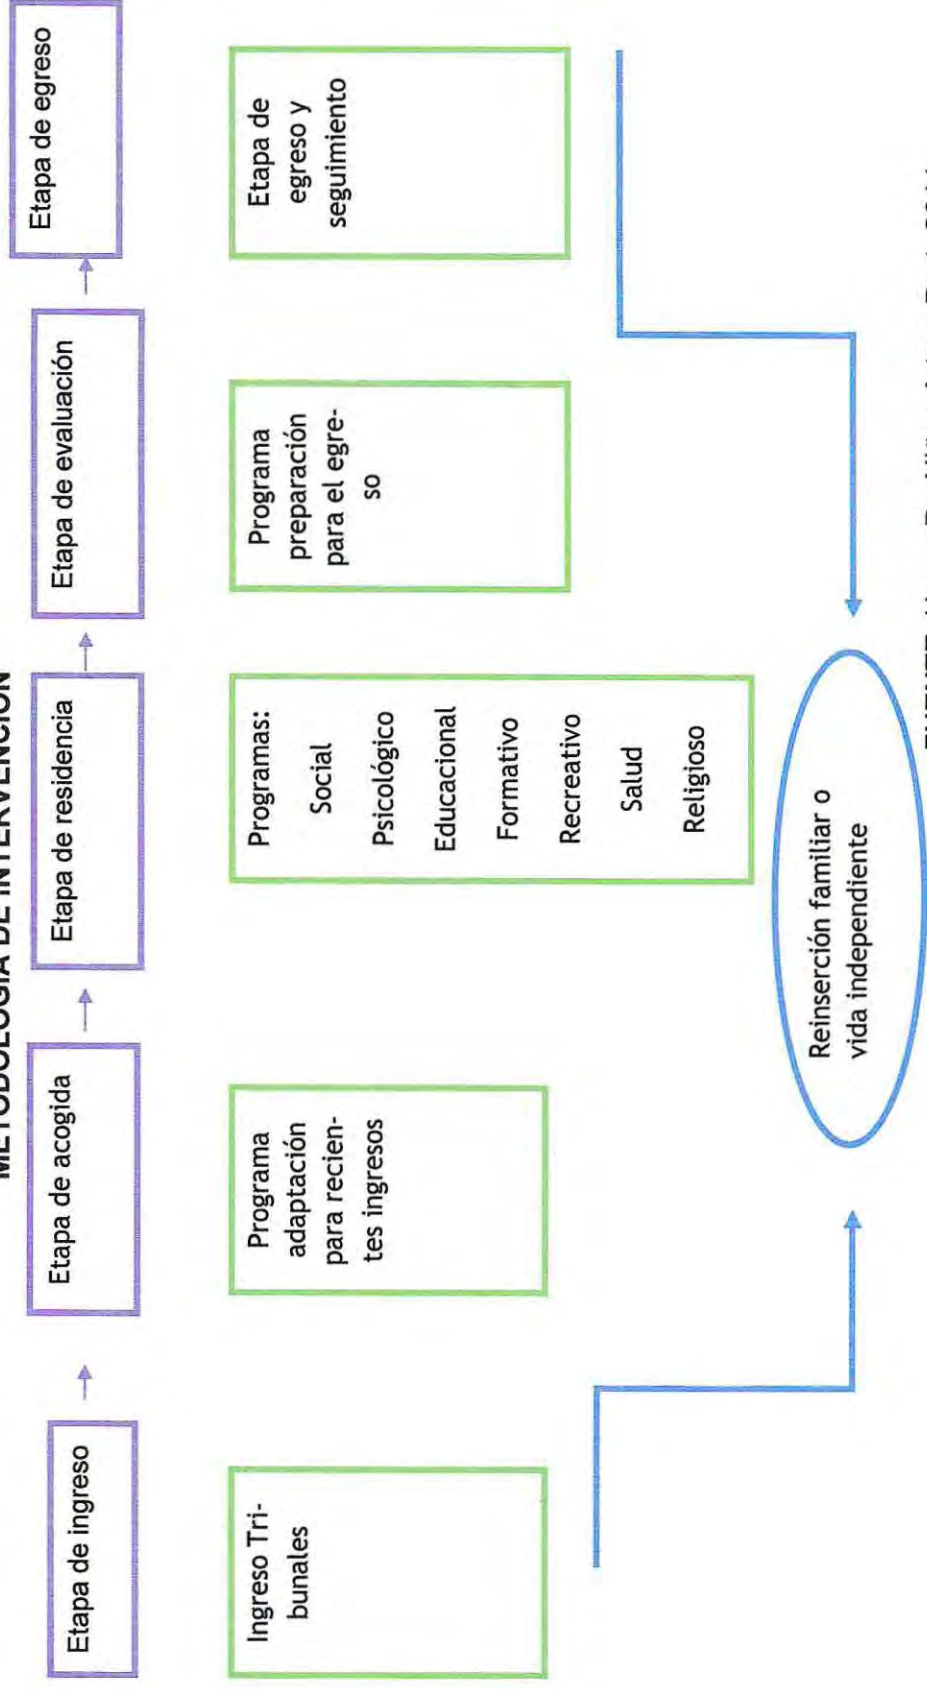 METODOLOGÍA DE INTERVENCIÓN
Etapa de ingreso
Etapa de acogida
Etapa de residencia
Etapa de evaluación
Etapa de egreso
Ingreso Tri-
bunales
Programa
adaptación
para recien-
tes ingresos
Programas:
Social
Psicológico
Educacional
Formativo
Recreativo
Salud
Religioso
Programa
preparación
para el egre-
so
Etapa de
egreso y
seguimiento
Reinserción familiar o
vida independiente